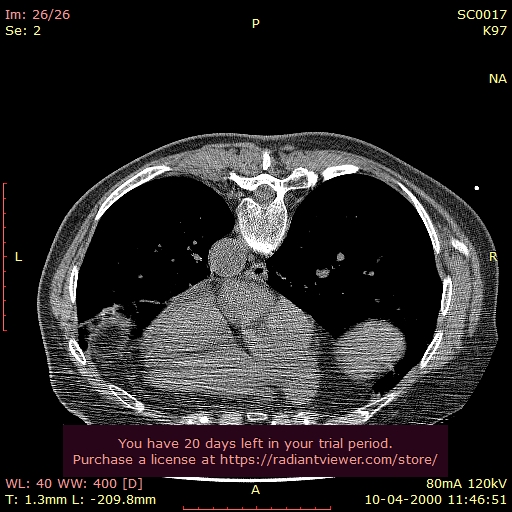 Im: 26/26
Se: 2
P
SC0017
K97
NA
L
R
You have 20 days left in your trial period.
Purchase a license at https://radiantviewer.com/store/
WL: 40 WW: 400 [D]
T: 1.3mm L: -209.8mm
A
80mA 120kV
10-04-2000 11:46:51